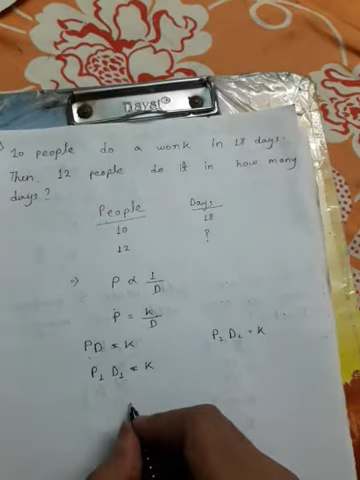 Dayal
10 people do a work in 18 days.
Then, 12 people do it in how many
days?
People Days
10 18
12 ?
=> P ∝ 1/D
P = K/D
PD = K P₂ D₂ = K
P₁ D₁ = K